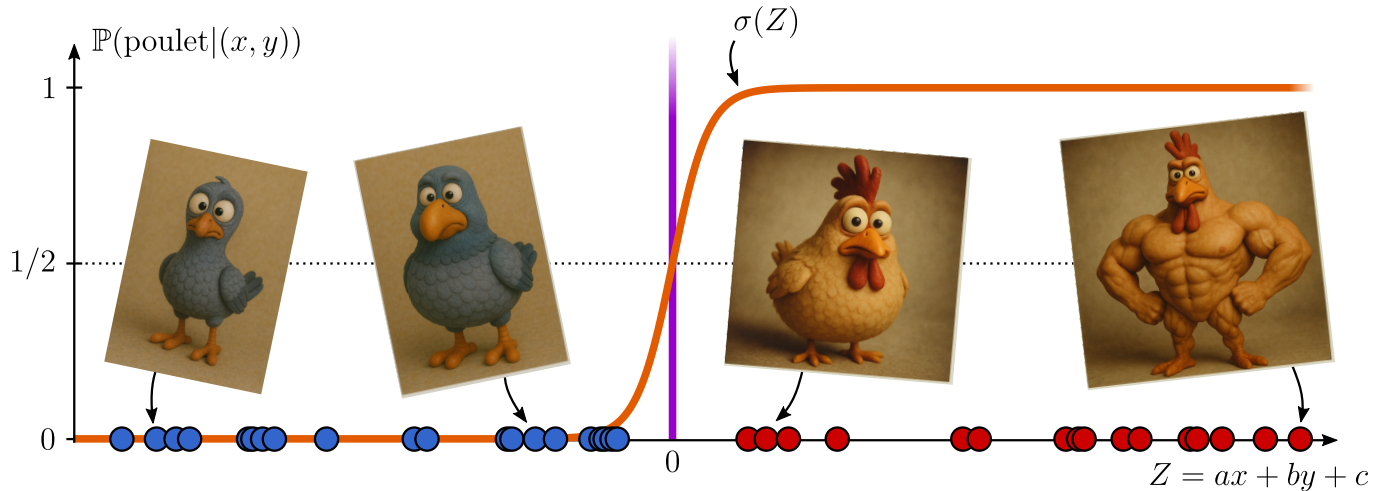 σ(Z)
ℙ(poulet|(x, y))
1
1/2
0
0
Z = ax + by + c